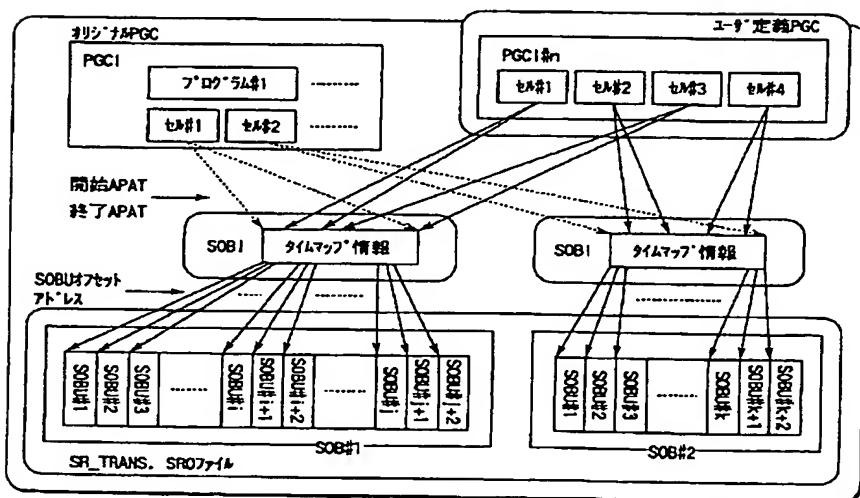 オリジナルPGC
ユーザ定義PGC
PGCI
PGCI#n
プログラム#1
セル#1 セル#2
セル#1 セル#2 セル#3 セル#4
開始APAT
終了APAT
SOBI タイムマップ情報
SOBI タイムマップ情報
SOBUオフセット
アドレス
SOBU#1 SOBU#2 SOBU#3 SOBU#i SOBU#i+1 SOBU#i+2 SOBU#j SOBU#j+1 SOBU#j+2
SOBU#1 SOBU#2 SOBU#3 SOBU#k SOBU#k+1 SOBU#k+2
SOB#1
SOB#2
SR_TRANS. SROファイル